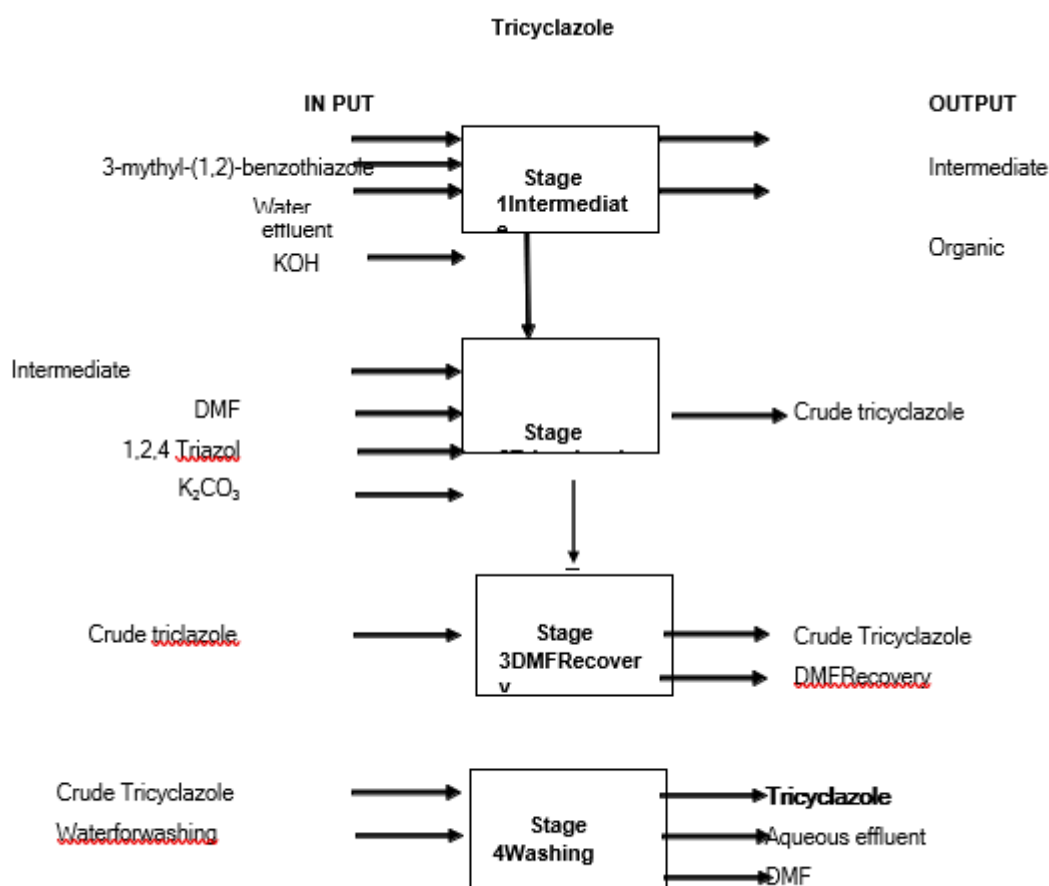 Tricyclazole
IN PUT
OUTPUT
3-mythyl-(1,2)-benzothiazole
Stage
1Intermediat
Intermediate
Water
effluent
KOH
Organic
Intermediate
DMF
1,2,4 Triazol
K₂CO₃
Stage
Crude tricyclazole
Crude triclazole
Stage
3DMFRecover
y
Crude Tricyclazole
DMFRecovery
Crude Tricyclazole
Waterforwashing
Stage
4Washing
Tricyclazole
Aqueous effluent
DMF